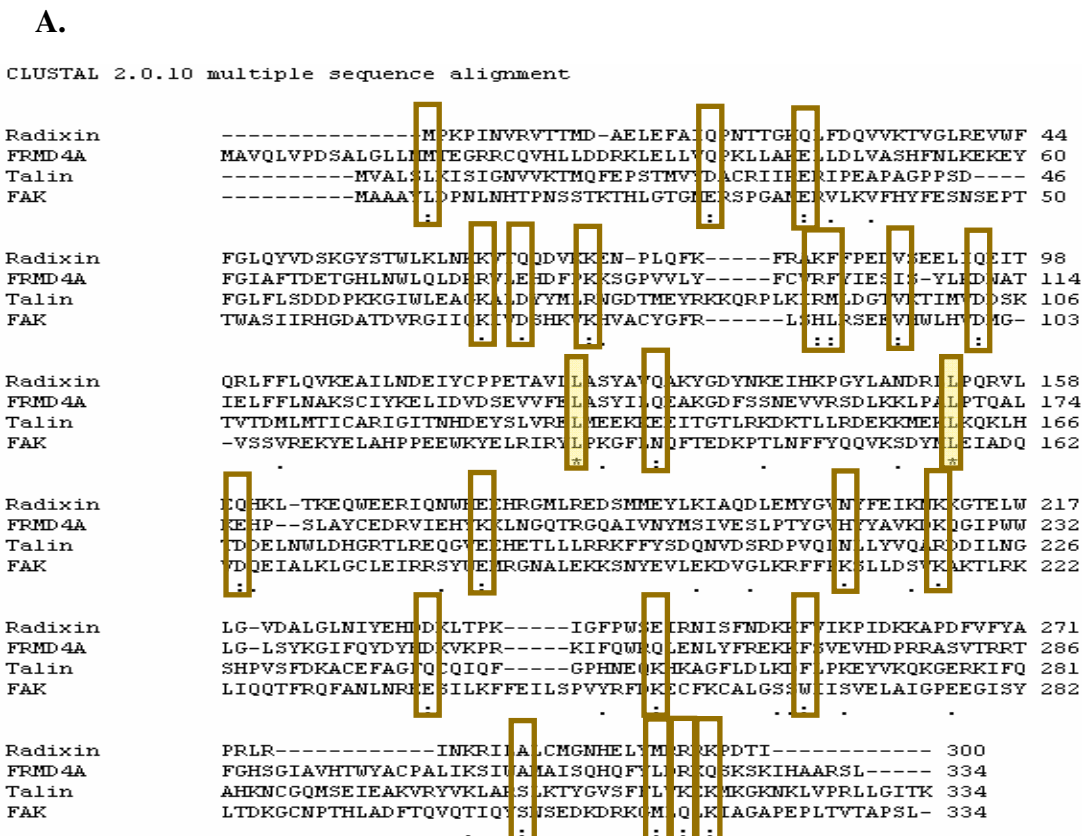 A.
CLUSTAL 2.0.10 multiple sequence alignment
Radixin ---------------MPKPINVRVTTMD-AELEFAIQPNTTGKQLFDQVVKTVGLREVWF 44
FRMD4A MAVQLVPDSALGLLMMTEGRRCQVHLLDDRKLELLVQPKLLAKELLDLVASHFNLKEKEY 60
Talin ----------MVALSLKISIGNVVKTMQFEPSTMVYDACRIIRERIPEAPAGPPSD---- 46
FAK ----------MAAAYLDPNLNHTPNSSTKTHLGTGMERSPGAMERVLKVFHYFESNSEPT 50
: : : . .
Radixin FGLQYVDSKGYSTWLKLNKKVTQQDVKKEN-PLQFK-----FRAKFFPEDVSEELIQEIT 98
FRMD4A FGIAFTDETGHLNWLQLDRRVLEHDFPKKSGPVVLY-----FCVRFYIESIS-YLKDNAT 114
Talin FGLFLSDDDPKKGIWLEAGKALDYYMLRNGDTMEYRKKQRPLKIRMLDGTVKTIMVDDSK 106
FAK TWASIIRHGDATDVRGIIQKIVDSHKVKHVACYGFR------LSHLRSEEVHWLHVDMG- 103
: . :. :: : :
Radixin QRLFFLQVKEAILNDEIYCPPETAVLLASYAVQAKYGDYNKEIHKPGYLANDRLLPQRVL 158
FRMD4A IELFFLNAKSCIYKELIDVDSEVVFELASYILQEAKGDFSSNEVVRSDLKKLPALPTQAL 174
Talin TVTDMLMTICARIGITNHDEYSLVRELMEEKKEEITGTLRKDKTLLRDEKKMEKLKQKLH 166
FAK -VSSVREKYELAHPPEEWKYELRIRYLPKGFLNQFTEDKPTLNFFYQQVKSDYMLEIADQ 162
. * . : . . *
Radixin EQHKL-TKEQWEERIQNWHEEHRGMLREDSMMEYLKIAQDLEMYGVNYFEIKNKKGTELW 217
FRMD4A KEHP--SLAYCEDRVIEHYKKLNGQTRGQAIVNYMSIVESLPTYGVHYYAVKDKQGIPWW 232
Talin TDDELNWLDHGRTLREQGVEEHETLLLRRKFFYSDQNVDSRDPVQLNLLYVQARDDILNG 226
FAK VDQEIALKLGCLEIRRSYWEMRGNALEKKSNYEVLEKDVGLKRFFPKSLLDSVKAKTLRK 222
:. . : . . : .
Radixin LG-VDALGLNIYEHDDKLTPK-----IGFPWSEIRNISFNDKKFVIKPIDKKAPDFVFYA 271
FRMD4A LG-LSYKGIFQYDYHDKVKPR-----KIFQWRQLENLYFREKKFSVEVHDPRRASVTRRT 286
Talin SHPVSFDKACEFAGFQCQIQF-----GPHNEQKHKAGFLDLKDFLPKEYVKQKGERKIFQ 281
FAK LIQQTFRQFANLNREESILKFFEILSPVYRFDKECFKCALGSSWIISVELAIGPEEGISY 282
: . : ..: . .
Radixin PRLR------------INKRILALCMGNHELYMRRRKPDTI------------ 300
FRMD4A FGHSGIAVHTWYACPALIKSIWAMAISQHQFYLDRKQSKSKIHAARSL----- 334
Talin AHKNCGQMSEIEAKVRYVKLARSLKTYGVSFFLVKEKMKGKNKLVPRLLGITK 334
FAK LTDKGCNPTHLADFTQVQTIQYSNSEDKDRKGMLQLKIAGAPEPLTVTAPSL- 334
. : : : :